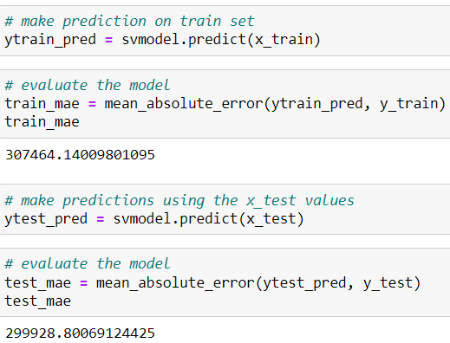 # make prediction on train set
ytrain_pred = svmodel.predict(x_train)
# evaluate the model
train_mae = mean_absolute_error(ytrain_pred, y_train)
train_mae
307464.14009801095
# make predictions using the x_test values
ytest_pred = svmodel.predict(x_test)
# evaluate the model
test_mae = mean_absolute_error(ytest_pred, y_test)
test_mae
299928.80069124425